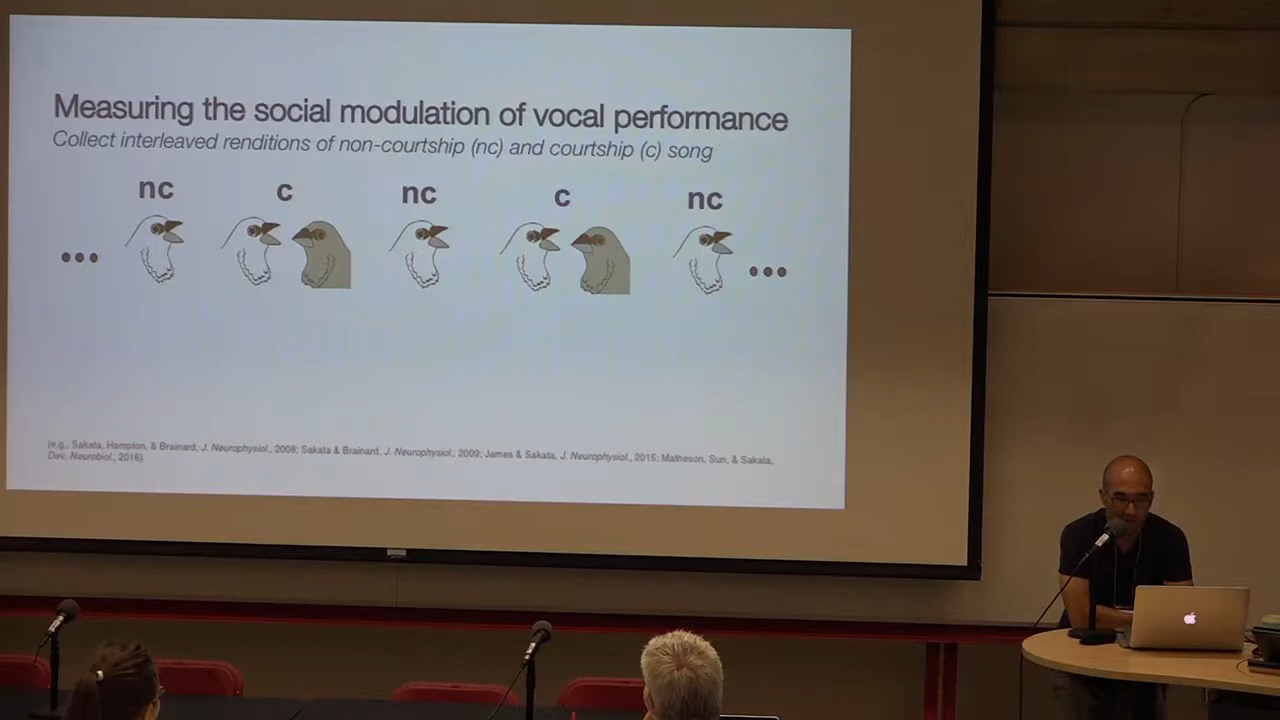 Measuring the social modulation of vocal performance
Collect interleaved renditions of non-courtship (nc) and courtship (c) song
nc c nc c nc
(e.g., Sakata, Hampton, & Brainard, J. Neurophysiol., 2008; Sakata & Brainard, J. Neurophysiol., 2009; James & Sakata, J. Neurophysiol., 2015; Matheson, Sun, & Sakata,
Dev. Neurobiol., 2016)